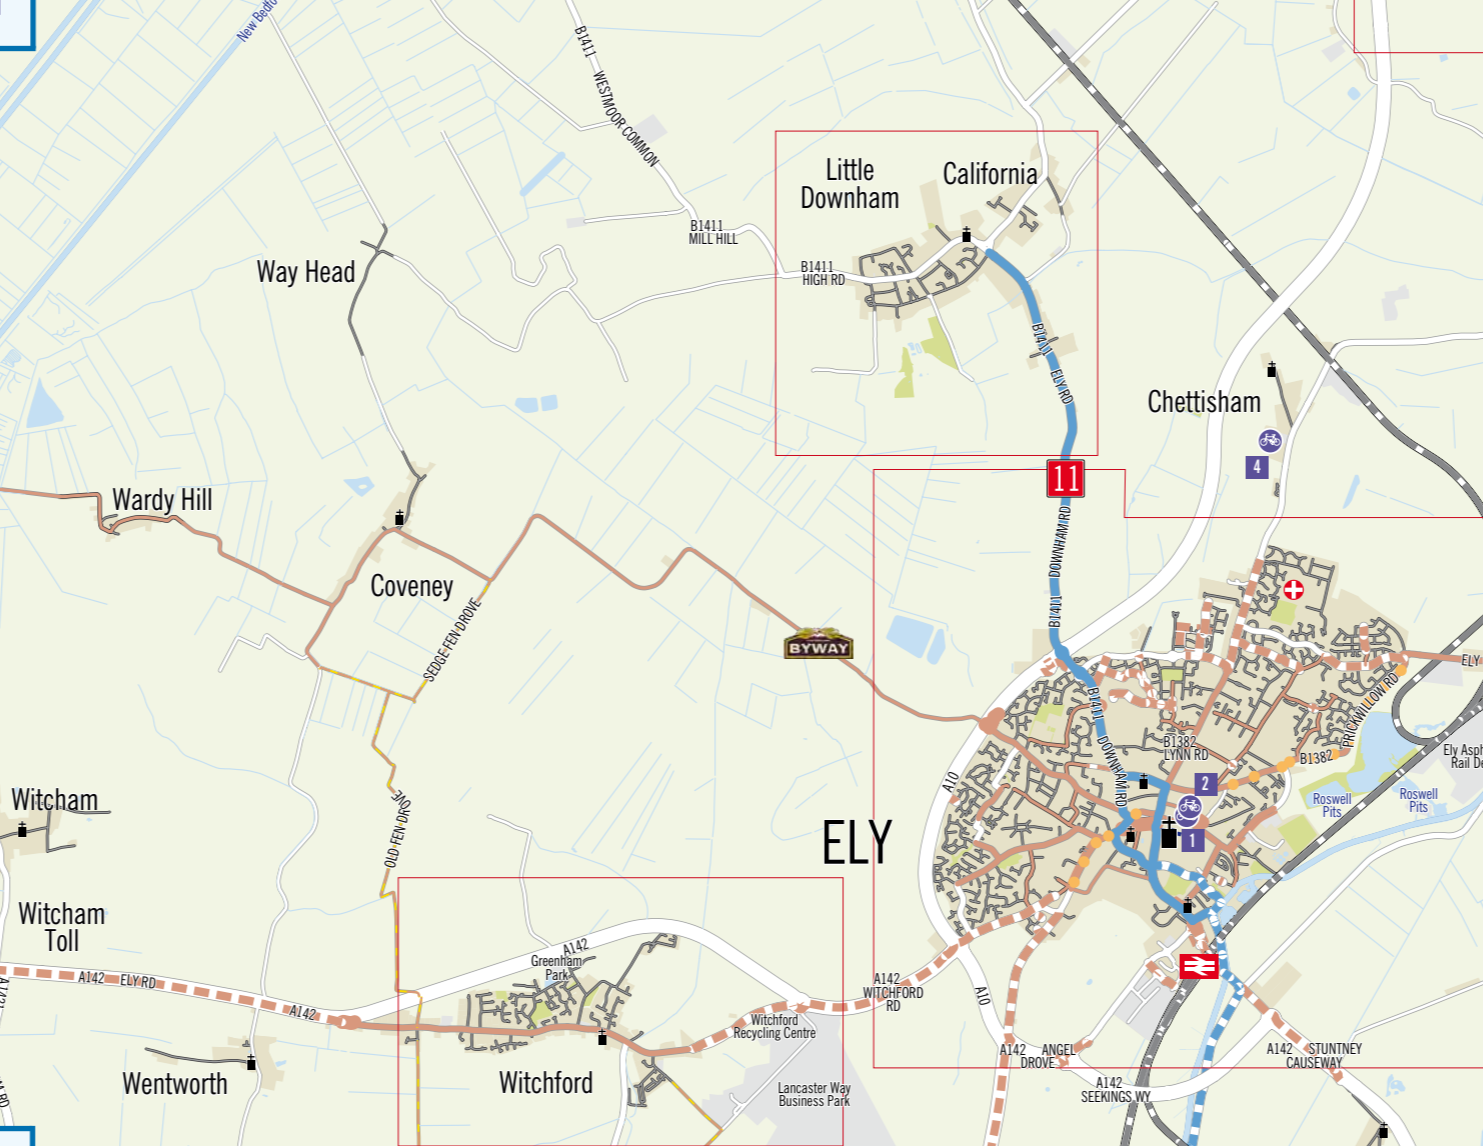 New Bedfo
B1411
WESTMOOR COMMON
Little
Downham
California
B1411
MILL HILL
B1411
HIGH RD
Way Head
B1411
ELY RD
Chettisham
4
11
Wardy Hill
Coveney
SEDGE FEN DROVE
B1411
DOWNHAM RD
BYWAY
ELY
PRICKWILLOW RD
B1411
DOWNHAM RD
B1382
LYNN RD
B1382
Ely Asph
Rail De
A10
2
Roswell
Pits
Roswell
Pits
Witcham
OLD FEN DROVE
ELY
1
Witcham
Toll
A142
Greenham
Park
A142
ELY RD
A142
A142
WITCHFORD
RD
A10
Witchford
Recycling Centre
A142
ANGEL
DROVE
A142
STUNTNEY
CAUSEWAY
Wentworth
Witchford
Lancaster Way
Business Park
A142
SEEKINGS WY